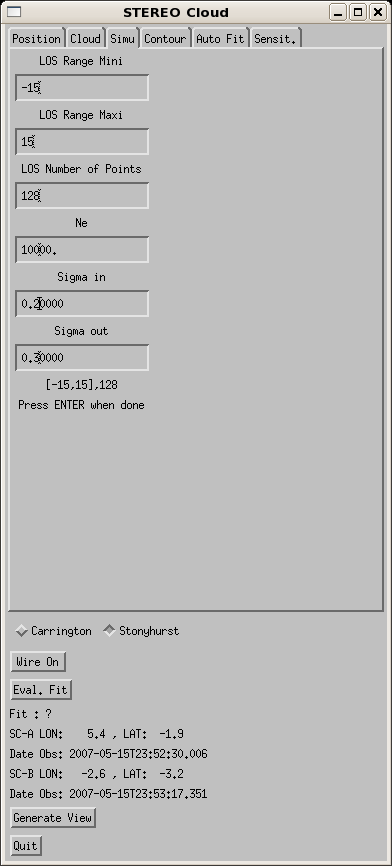 STEREO Cloud
Position Cloud Simu Contour Auto Fit Sensit.
LOS Range Mini
-15
LOS Range Maxi
15
LOS Number of Points
128
Ne
10000.
Sigma in
0.20000
Sigma out
0.30000
[-15,15],128
Press ENTER when done
Carrington Stonyhurst
Wire On
Eval. Fit
Fit : ?
SC-A LON: 5.4 , LAT: -1.9
Date Obs: 2007-05-15T23:52:30.006
SC-B LON: -2.6 , LAT: -3.2
Date Obs: 2007-05-15T23:53:17.351
Generate View
Quit